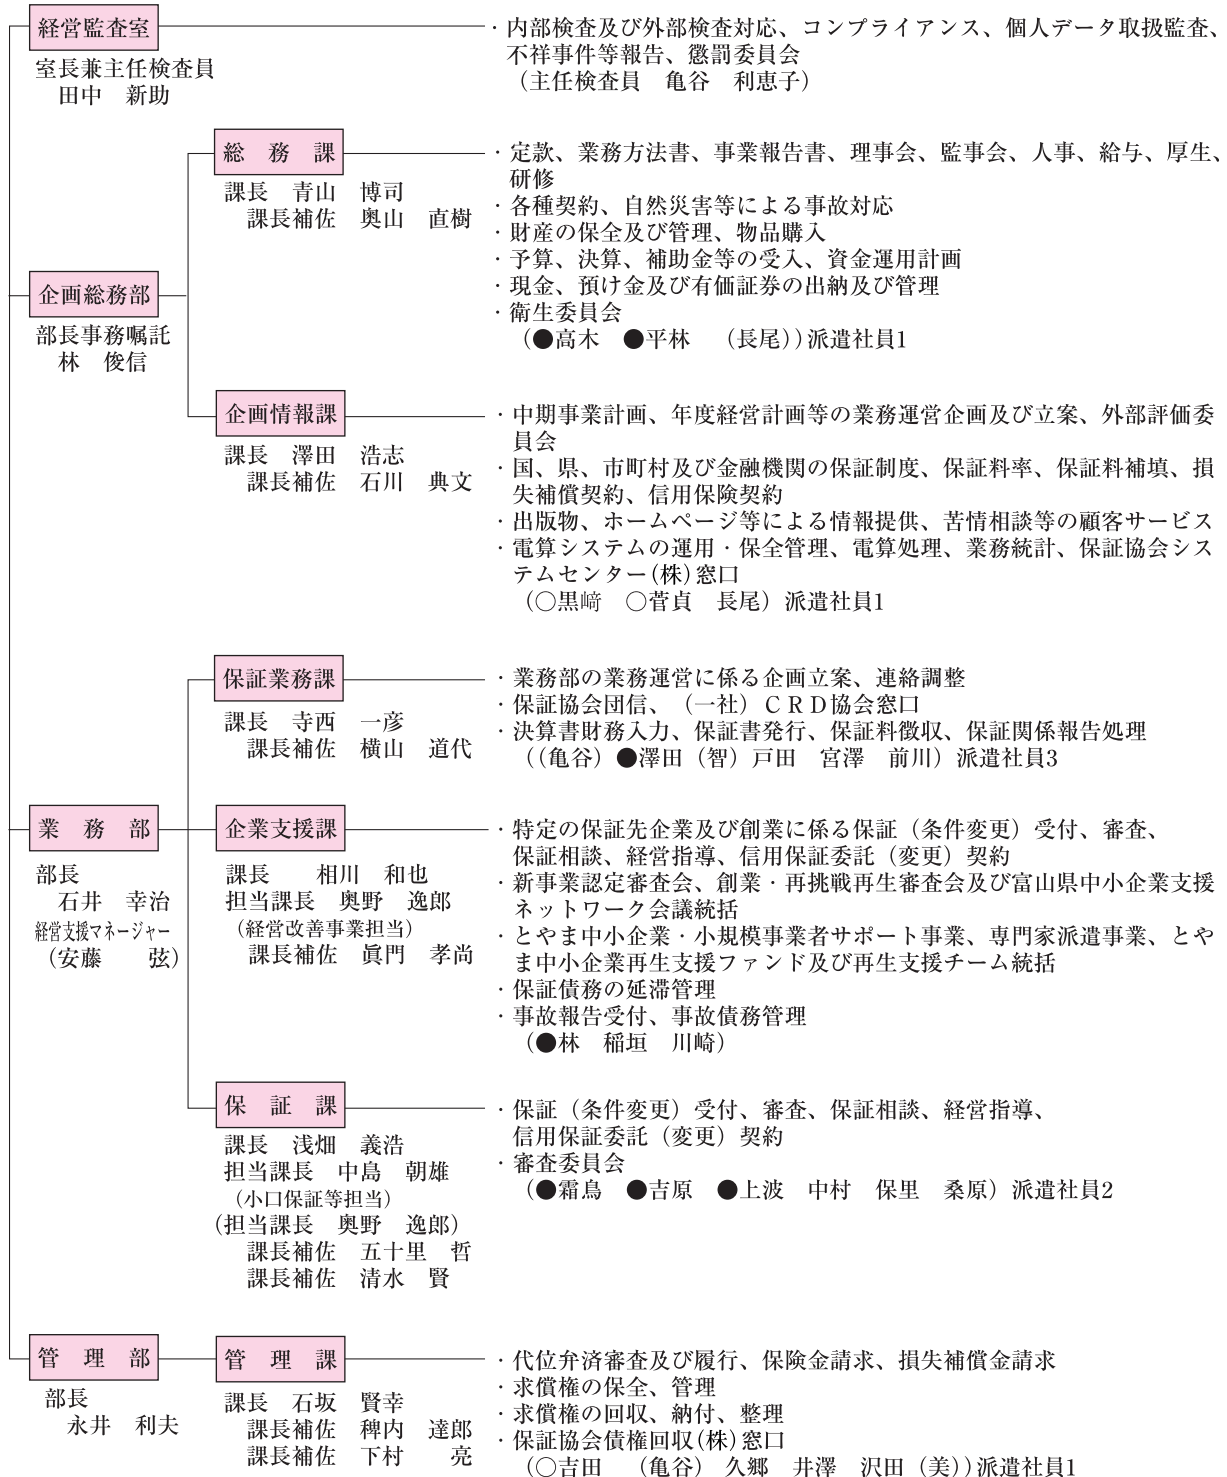 経営監査室
室長兼主任検査員
田中　新助
・内部検査及び外部検査対応、コンプライアンス、個人データ取扱監査、
不祥事件等報告、懲罰委員会
（主任検査員　亀谷　利恵子）
総　務　課
課長　青山　博司
課長補佐　奥山　直樹
・定款、業務方法書、事業報告書、理事会、監事会、人事、給与、厚生、
研修
・各種契約、自然災害等による事故対応
・財産の保全及び管理、物品購入
・予算、決算、補助金等の受入、資金運用計画
・現金、預け金及び有価証券の出納及び管理
・衛生委員会
（●高木　●平林　（長尾））派遣社員1
企画総務部
部長事務嘱託
林　俊信
企画情報課
課長　澤田　浩志
課長補佐　石川　典文
・中期事業計画、年度経営計画等の業務運営企画及び立案、外部評価委
員会
・国、県、市町村及び金融機関の保証制度、保証料率、保証料補填、損
失補償契約、信用保険契約
・出版物、ホームページ等による情報提供、苦情相談等の顧客サービス
・電算システムの運用・保全管理、電算処理、業務統計、保証協会シス
テムセンター(株)窓口
（○黒﨑　○菅貞　長尾）派遣社員1
保証業務課
課長　寺西　一彦
課長補佐　横山　道代
・業務部の業務運営に係る企画立案、連絡調整
・保証協会団信、（一社）ＣＲＤ協会窓口
・決算書財務入力、保証書発行、保証料徴収、保証関係報告処理
（（亀谷）●澤田（智）戸田　宮澤　前川）派遣社員3
業　務　部
部長
石井　幸治
経営支援マネージャー
（安藤　弦）
企業支援課
課長　相川　和也
担当課長　奥野　逸郎
（経営改善事業担当）
課長補佐　眞門　孝尚
・特定の保証先企業及び創業に係る保証（条件変更）受付、審査、
保証相談、経営指導、信用保証委託（変更）契約
・新事業認定審査会、創業・再挑戦再生審査会及び富山県中小企業支援
ネットワーク会議統括
・とやま中小企業・小規模事業者サポート事業、専門家派遣事業、とや
ま中小企業再生支援ファンド及び再生支援チーム統括
・保証債務の延滞管理
・事故報告受付、事故債務管理
（●林　稲垣　川崎）
保　証　課
課長　浅畑　義浩
担当課長　中島　朝雄
（小口保証等担当）
（担当課長　奥野　逸郎）
課長補佐　五十里　哲
課長補佐　清水　賢
・保証（条件変更）受付、審査、保証相談、経営指導、
信用保証委託（変更）契約
・審査委員会
（●霜鳥　●吉原　●上波　中村　保里　桑原）派遣社員2
管　理　部
部長
永井　利夫
管　理　課
課長　石坂　賢幸
課長補佐　稗内　達郎
課長補佐　下村　亮
・代位弁済審査及び履行、保険金請求、損失補償金請求
・求償権の保全、管理
・求償権の回収、納付、整理
・保証協会債権回収(株)窓口
（○吉田　（亀谷）久郷　井澤　沢田（美））派遣社員1